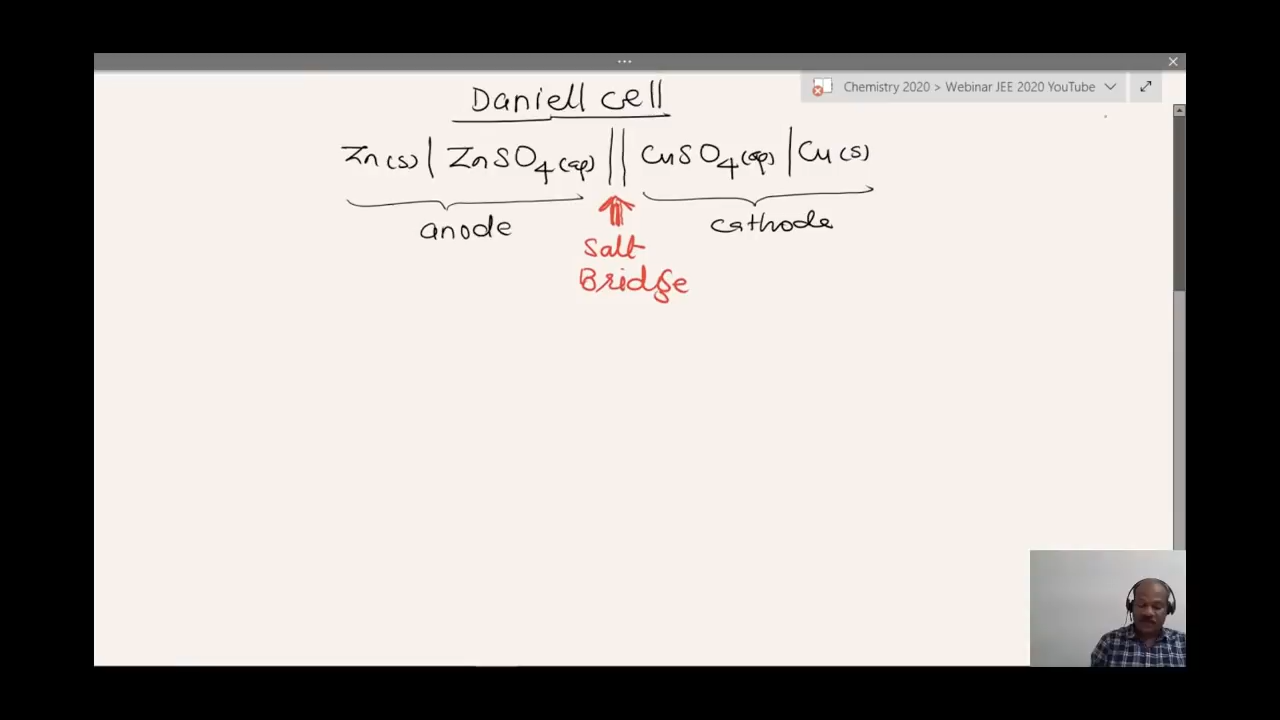 Chemistry 2020 > Webinar JEE 2020 YouTube
Daniell cell
Zn(s) | ZnSO4(aq) || CuSO4(aq) | Cu(s)
anode
cathode
Salt
Bridge